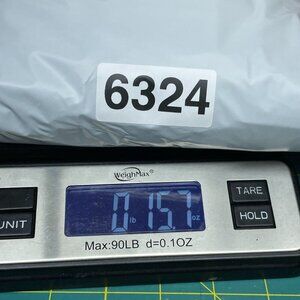 6324
WeighMax®
0 lb 15.7 oz
TARE
HOLD
UNIT
Max:90LB d=0.1OZ